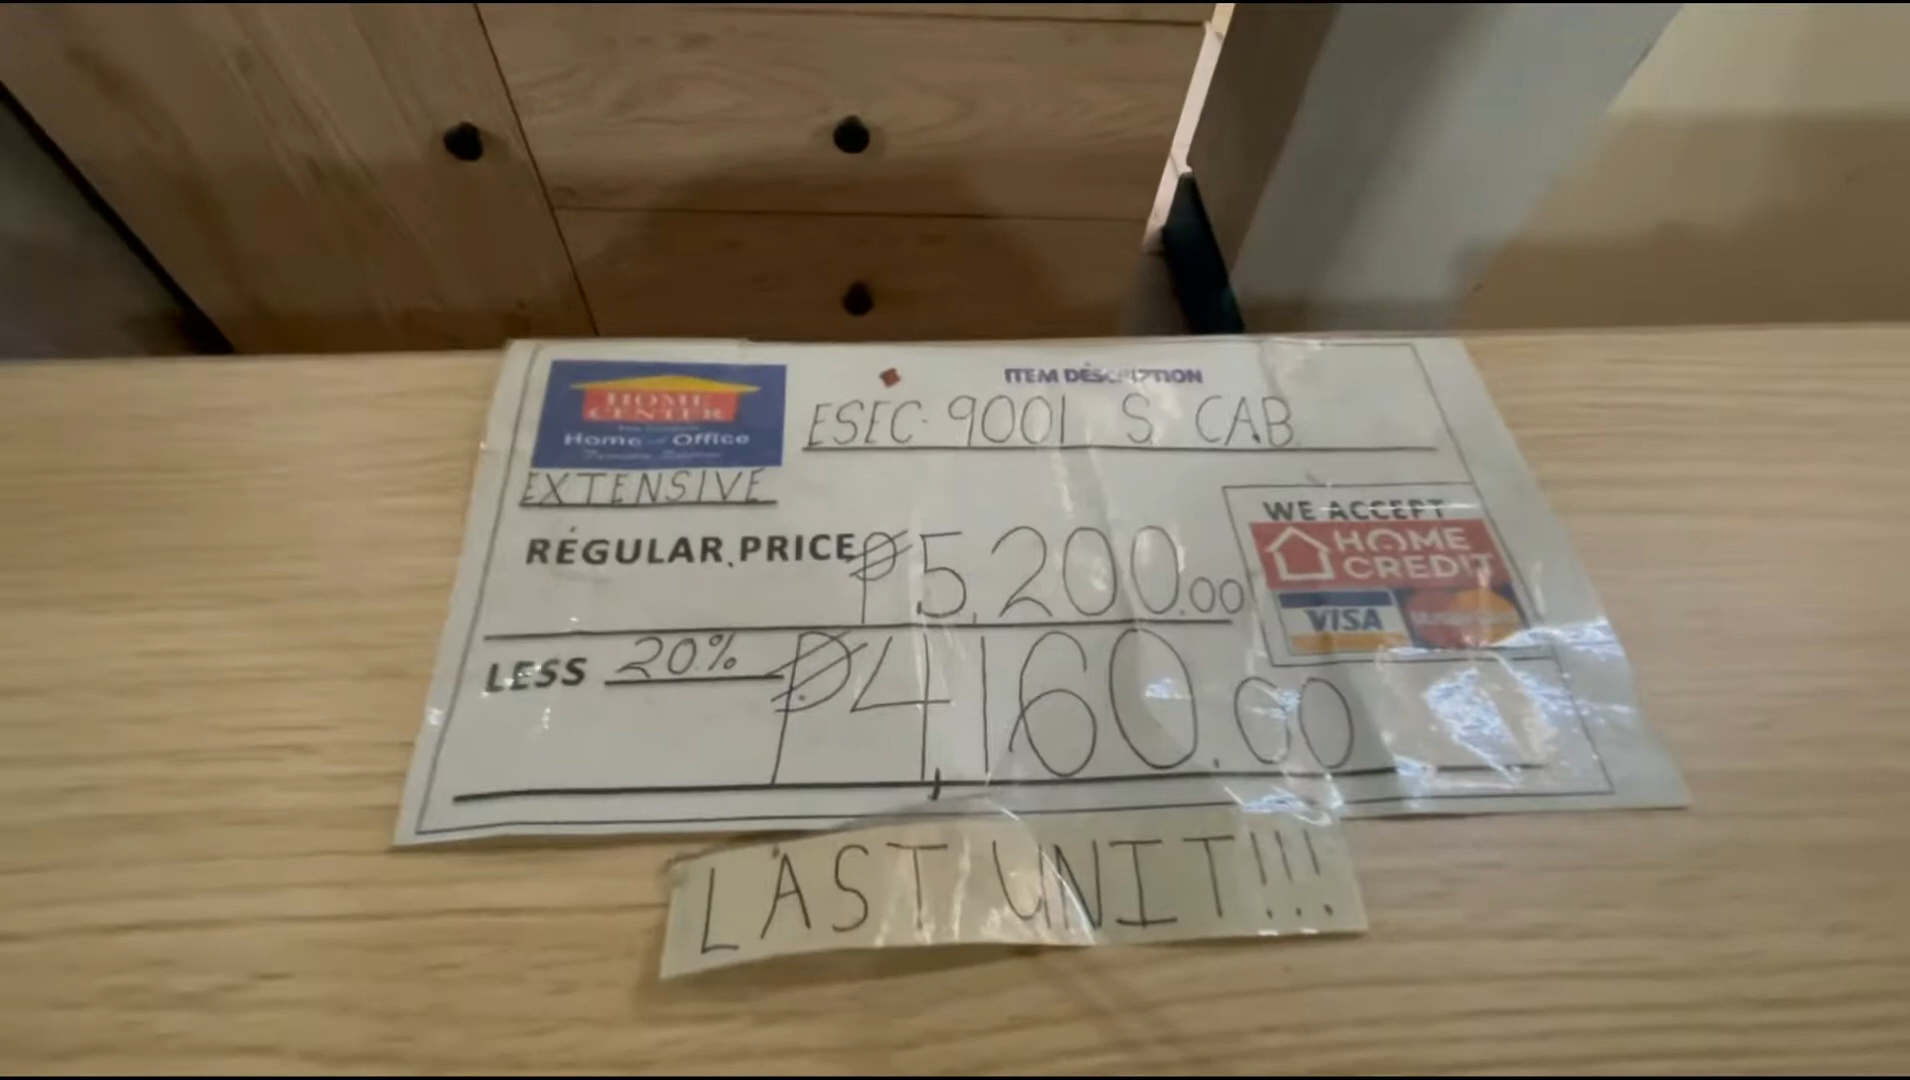 HOME
CENTER
Home Office
ITEM DESCRIPTION
ESEC-9001 S CAB
EXTENSIVE
REGULAR PRICE ₱5,200.00
WE ACCEPT
HOME
CREDIT
VISA
LESS 20% ₱4,160.00
LAST UNIT!!!